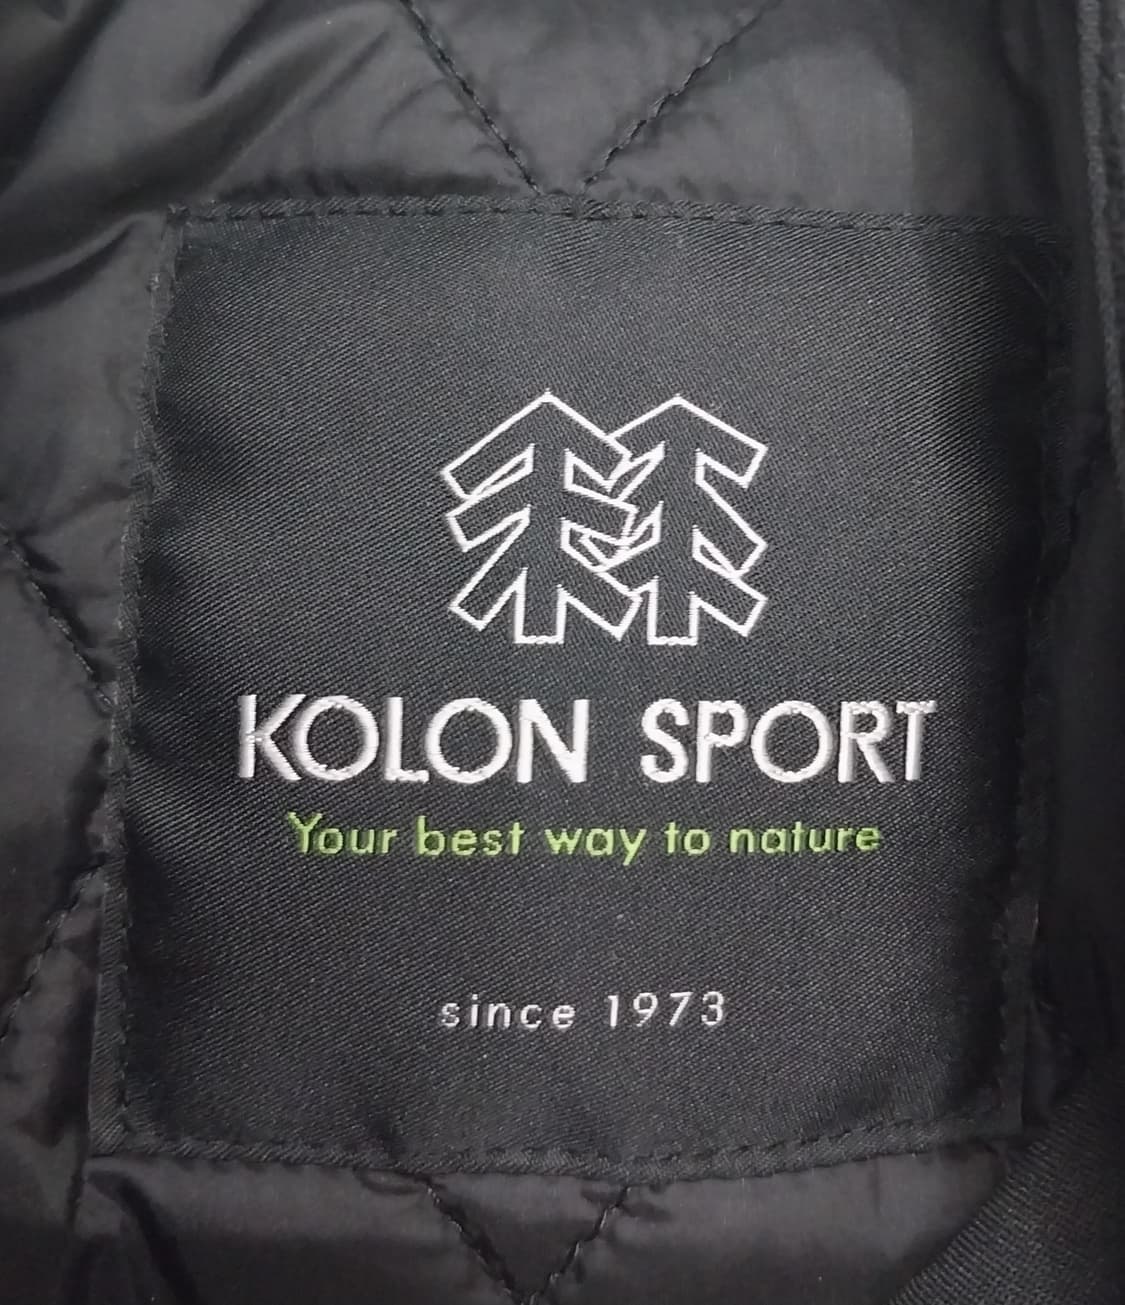 KOLON SPORT
Your best way to nature
since 1973